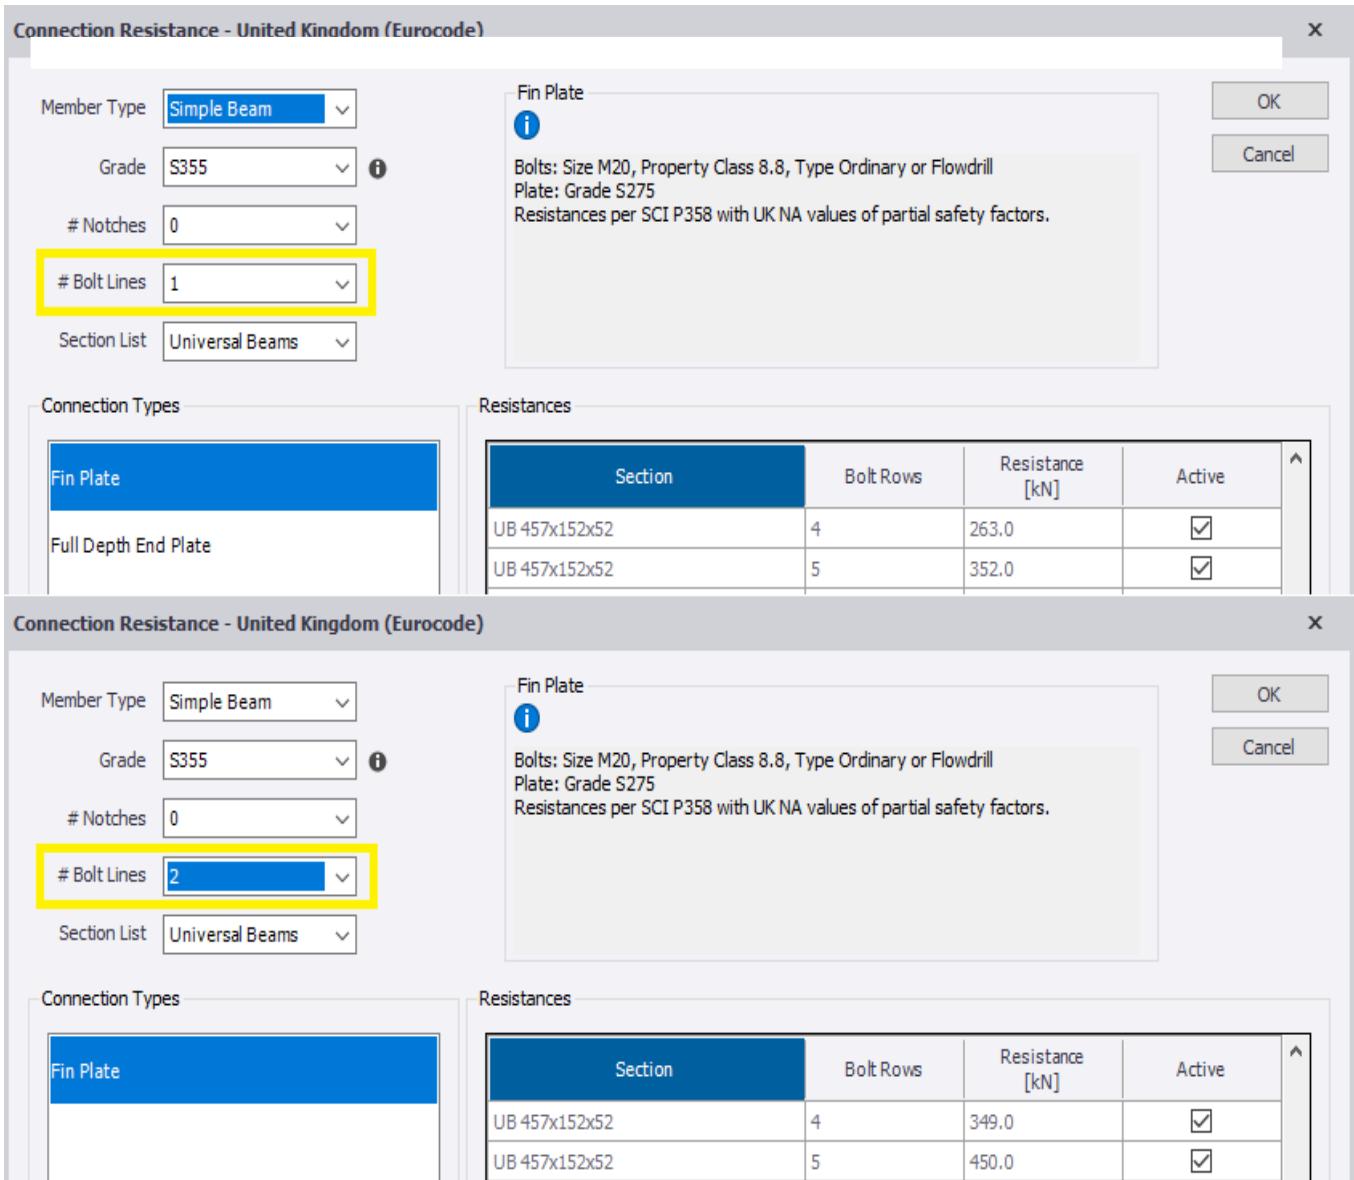 Connection Resistance - United Kingdom (Eurocode)
x
Member Type Simple Beam
Grade S355
# Notches 0
# Bolt Lines 1
Section List Universal Beams
Fin Plate
Bolts: Size M20, Property Class 8.8, Type Ordinary or Flowdrill
Plate: Grade S275
Resistances per SCI P358 with UK NA values of partial safety factors.
OK
Cancel
Connection Types
Fin Plate
Full Depth End Plate
Resistances
Section Bolt Rows Resistance [kN] Active
UB 457x152x52 4 263.0
UB 457x152x52 5 352.0
Connection Resistance - United Kingdom (Eurocode)
x
Member Type Simple Beam
Grade S355
# Notches 0
# Bolt Lines 2
Section List Universal Beams
Fin Plate
Bolts: Size M20, Property Class 8.8, Type Ordinary or Flowdrill
Plate: Grade S275
Resistances per SCI P358 with UK NA values of partial safety factors.
OK
Cancel
Connection Types
Fin Plate
Resistances
Section Bolt Rows Resistance [kN] Active
UB 457x152x52 4 349.0
UB 457x152x52 5 450.0